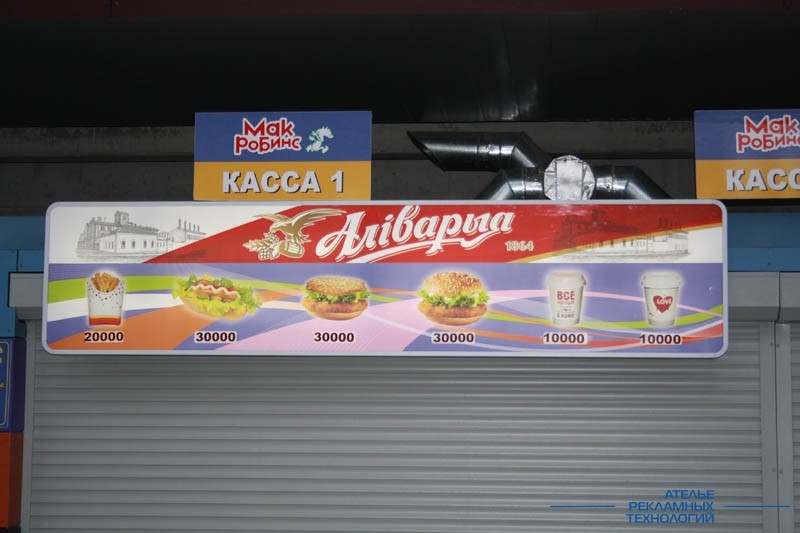 Мак
РоБинс
КАССА 1
Мак
РоБинс
КАСС
Аліварыя
1864
ВСЁ
В КОФЕ
LOVE
20000
30000
30000
30000
10000
10000
АТЕЛЬЕ
РЕКЛАМНЫХ
ТЕХНОЛОГИЙ